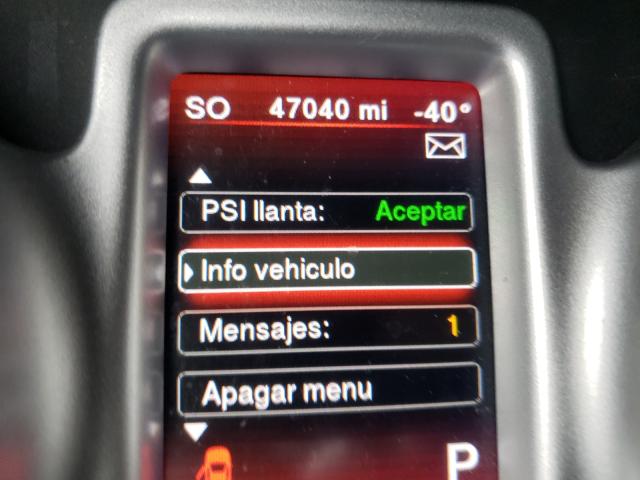 SO 47040 mi -40°
PSI llanta: Aceptar
Info vehiculo
Mensajes: 1
Apagar menu
P